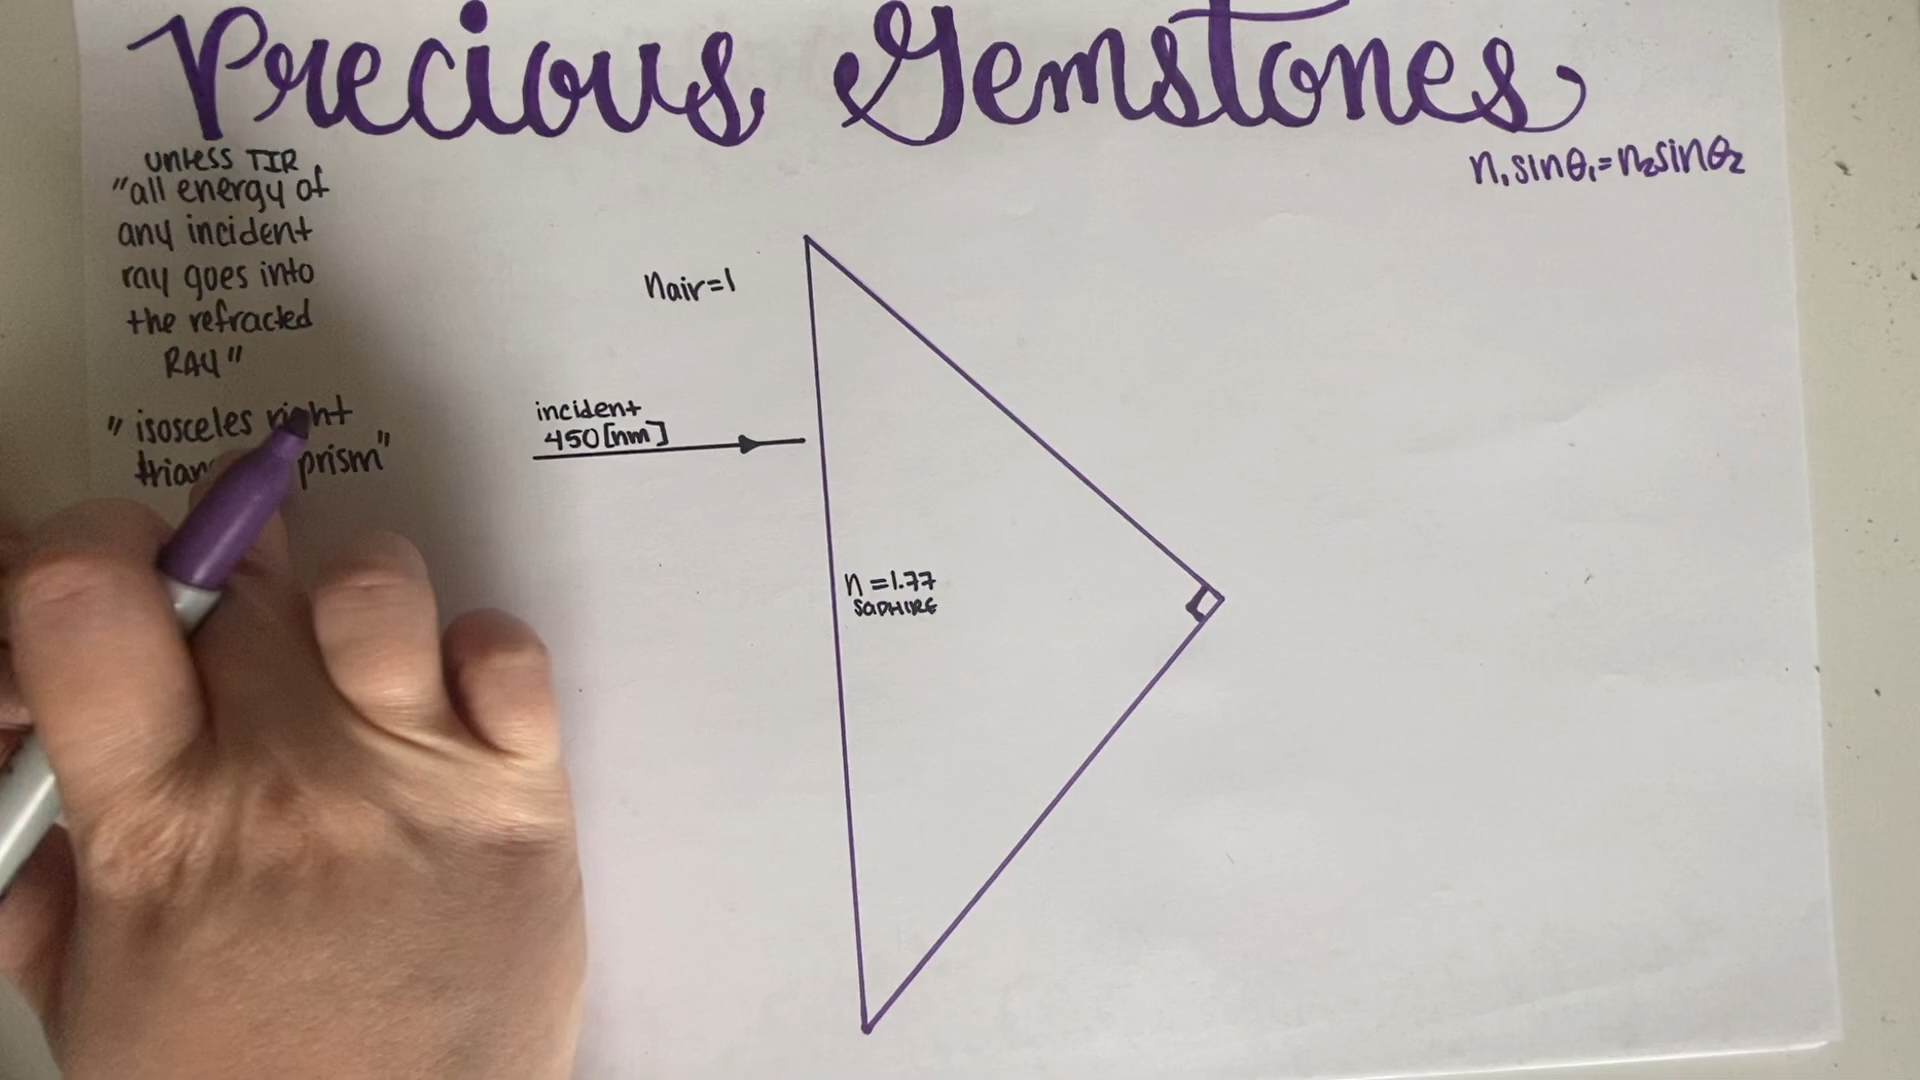 Precious Gemstones
n₁sinθ₁=n₂sinθ₂
unless TIR
"all energy of
any incident
ray goes into
the refracted
RAY"
" isosceles right
prism"
nair=1
incident
450[nm]
n=1.77
SAPHIRE